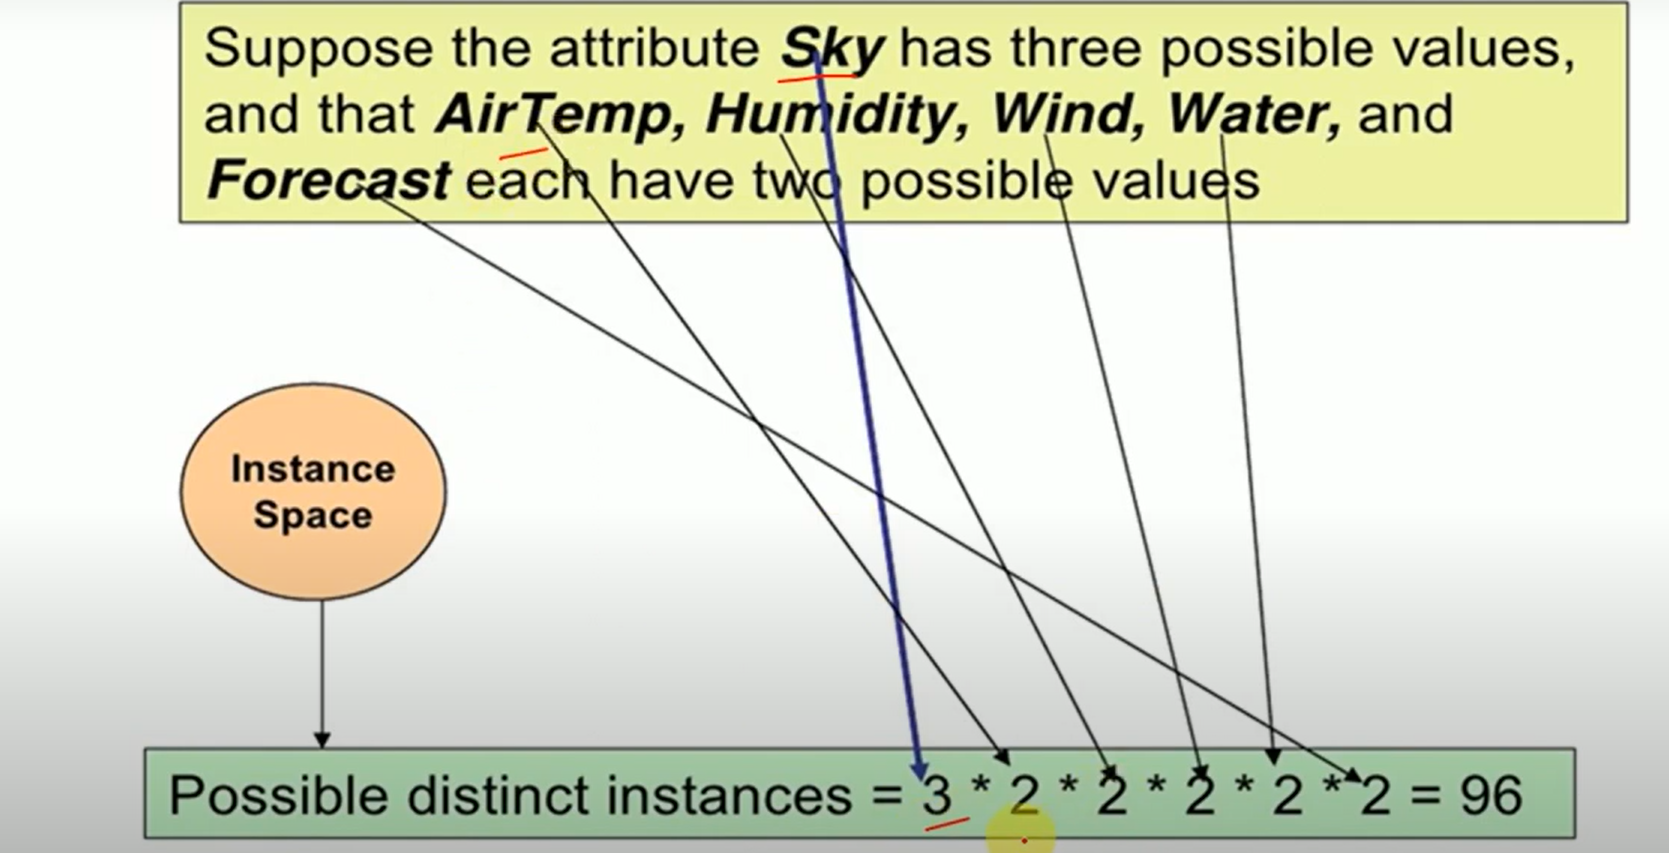 Suppose the attribute Sky has three possible values,
and that AirTemp, Humidity, Wind, Water, and
Forecast each have two possible values
Instance
Space
Possible distinct instances = 3 * 2 * 2 * 2 * 2 * 2 = 96